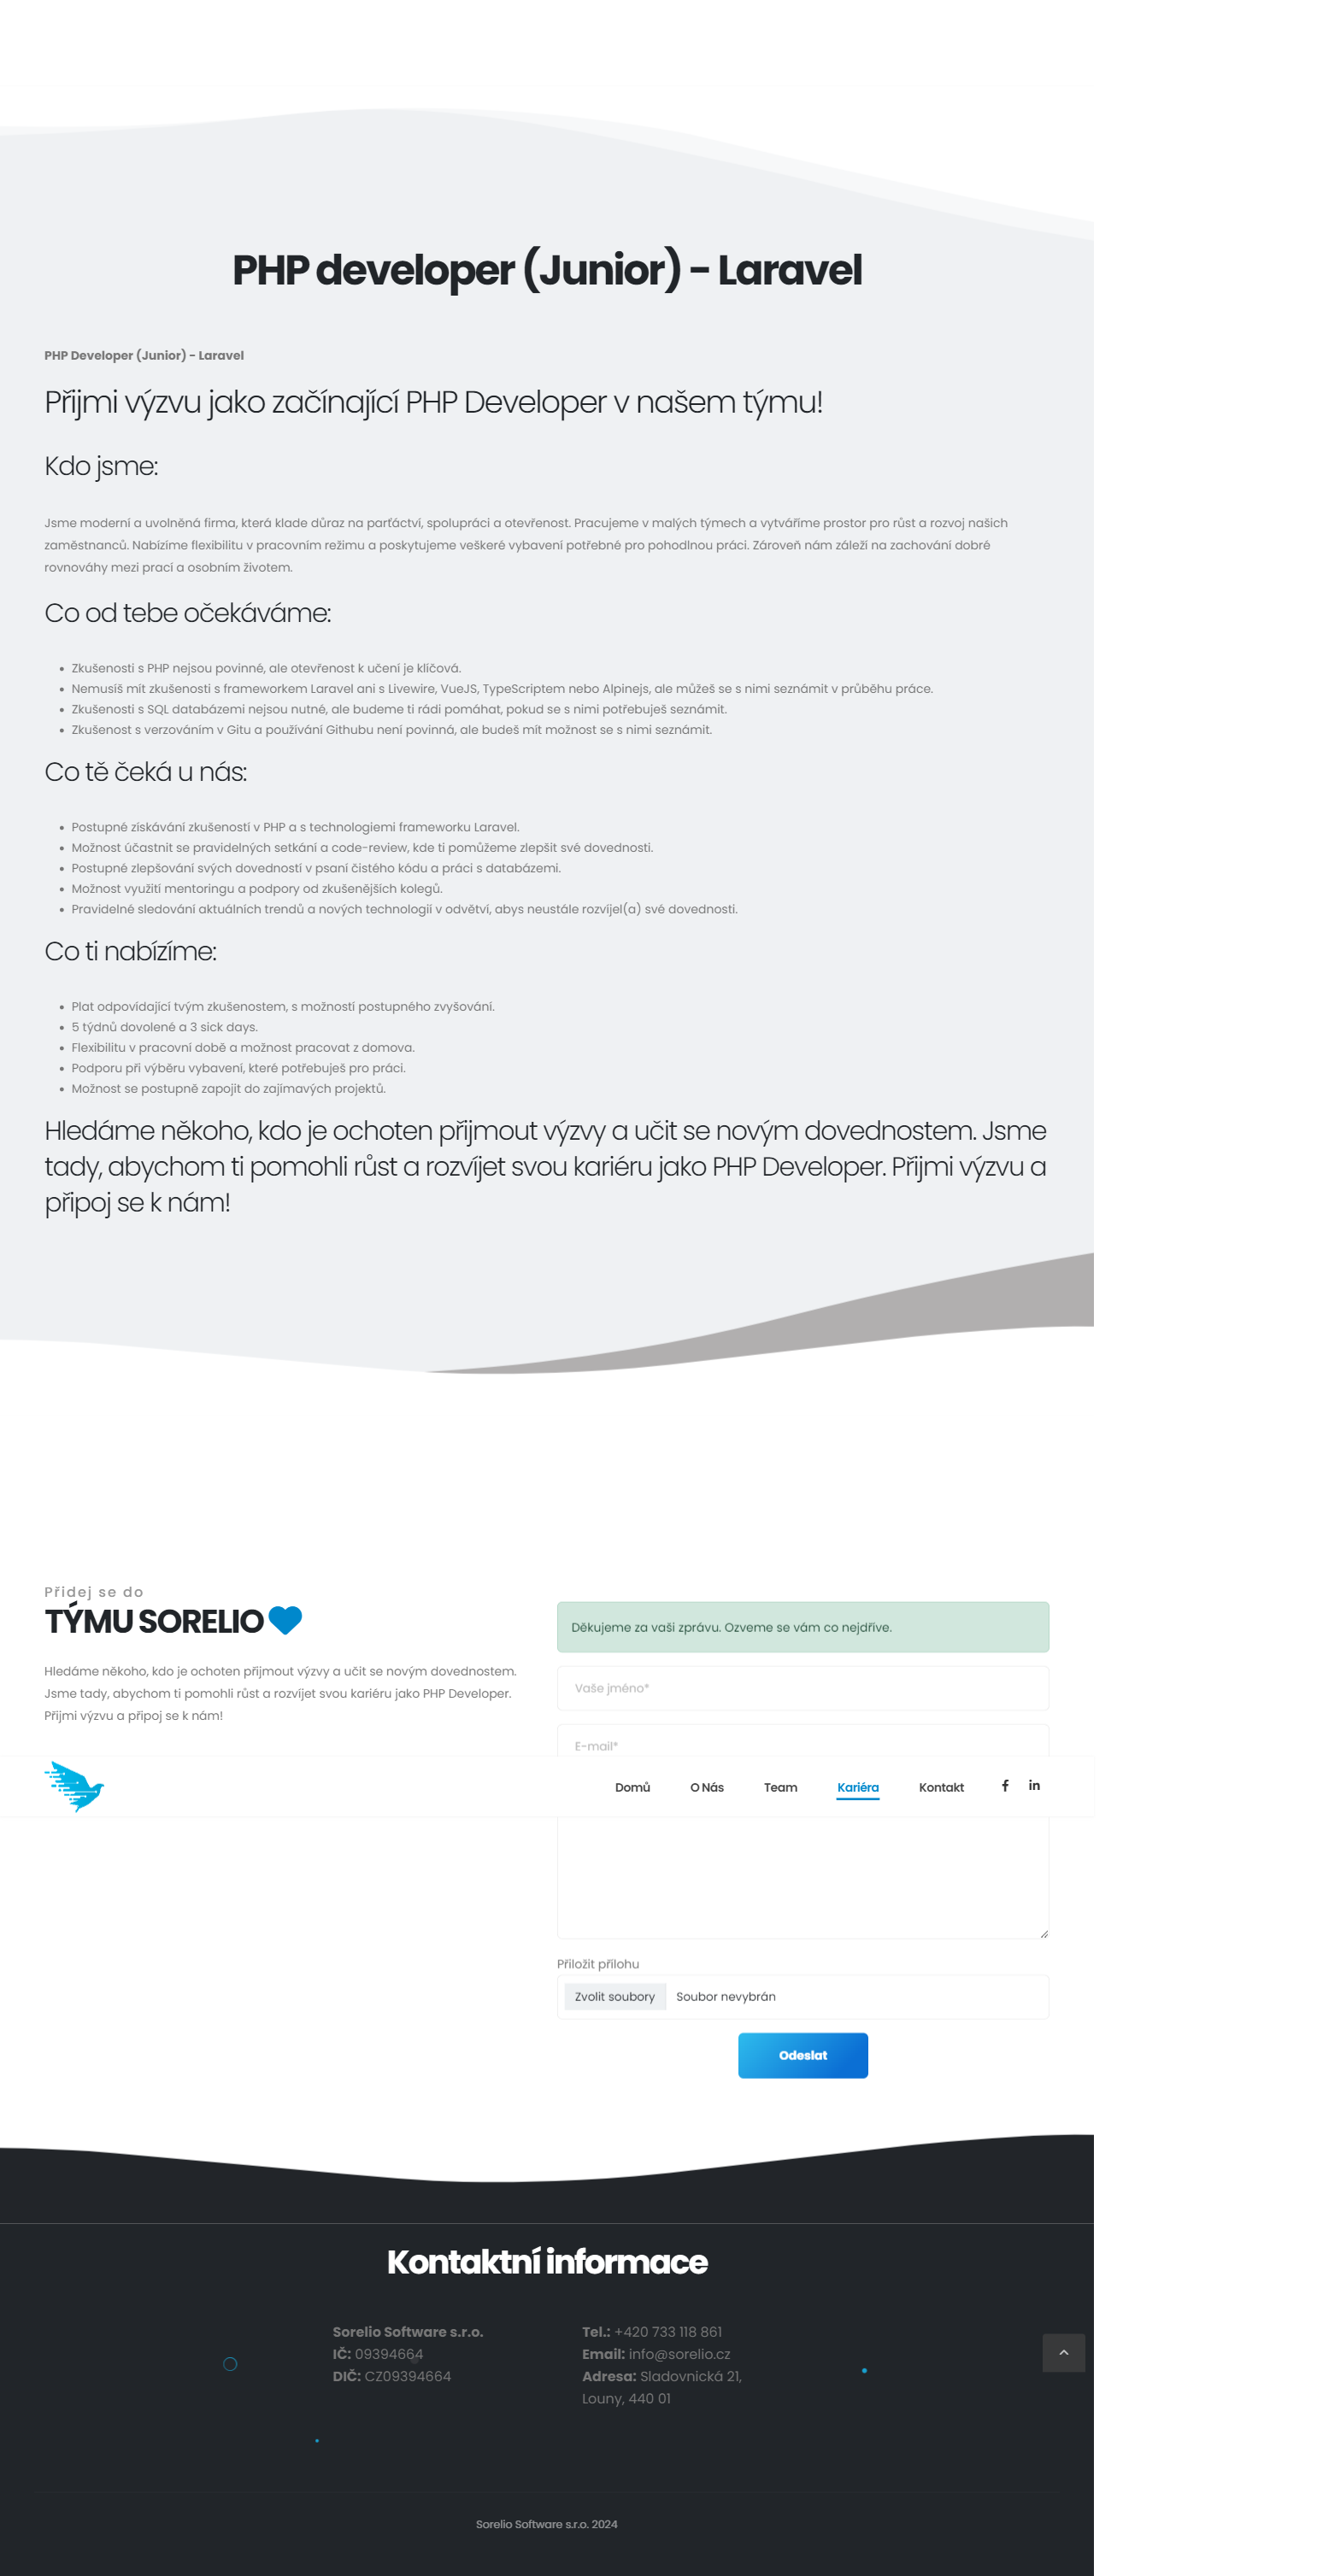 PHP developer (Junior) - Laravel
PHP Developer (Junior) - Laravel
Přijmi výzvu jako začínající PHP Developer v našem týmu!
Kdo jsme:
Jsme moderní a uvolněná firma, která klade důraz na parťáctví, spolupráci a otevřenost. Pracujeme v malých týmech a vytváříme prostor pro růst a rozvoj našich
zaměstnanců. Nabízíme flexibilitu v pracovním režimu a poskytujeme veškeré vybavení potřebné pro pohodlnou práci. Zároveň nám záleží na zachování dobré
rovnováhy mezi prací a osobním životem.
Co od tebe očekáváme:
Zkušenosti s PHP nejsou povinné, ale otevřenost k učení je klíčová.
Nemusíš mít zkušenosti s frameworkem Laravel ani s Livewire, VueJS, TypeScriptem nebo Alpinejs, ale můžeš se s nimi seznámit v průběhu práce.
Zkušenosti s SQL databázemi nejsou nutné, ale budeme ti rádi pomáhat, pokud se s nimi potřebuješ seznámit.
Zkušenost s verzováním v Gitu a používání Githubu není povinná, ale budeš mít možnost se s nimi seznámit.
Co tě čeká u nás:
Postupné získávání zkušeností v PHP a s technologiemi frameworku Laravel.
Možnost účastnit se pravidelných setkání a code-review, kde ti pomůžeme zlepšit své dovednosti.
Postupné zlepšování svých dovedností v psaní čistého kódu a práci s databázemi.
Možnost využití mentoringu a podpory od zkušenějších kolegů.
Pravidelné sledování aktuálních trendů a nových technologií v odvětví, abys neustále rozvíjel(a) své dovednosti.
Co ti nabízíme:
Plat odpovídající tvým zkušenostem, s možností postupného zvyšování.
5 týdnů dovolené a 3 sick days.
Flexibilitu v pracovní době a možnost pracovat z domova.
Podporu při výběru vybavení, které potřebuješ pro práci.
Možnost se postupně zapojit do zajímavých projektů.
Hledáme někoho, kdo je ochoten přijmout výzvy a učit se novým dovednostem. Jsme
tady, abychom ti pomohli růst a rozvíjet svou kariéru jako PHP Developer. Přijmi výzvu a
připoj se k nám!
Přidej se do
TÝMU SORELIO
Hledáme někoho, kdo je ochoten přijmout výzvy a učit se novým dovednostem.
Jsme tady, abychom ti pomohli růst a rozvíjet svou kariéru jako PHP Developer.
Přijmi výzvu a připoj se k nám!
Děkujeme za vaši zprávu. Ozveme se vám co nejdříve.
Vaše jméno*
E-mail*
Domů O Nás Team Kariéra Kontakt
Přiložit přílohu
Zvolit soubory Soubor nevybrán
Odeslat
Kontaktní informace
Sorelio Software s.r.o.
IČ: 09394664
DIČ: CZ09394664
Tel.: +420 733 118 861
Email: info@sorelio.cz
Adresa: Sladovnická 21,
Louny, 440 01
Sorelio Software s.r.o. 2024